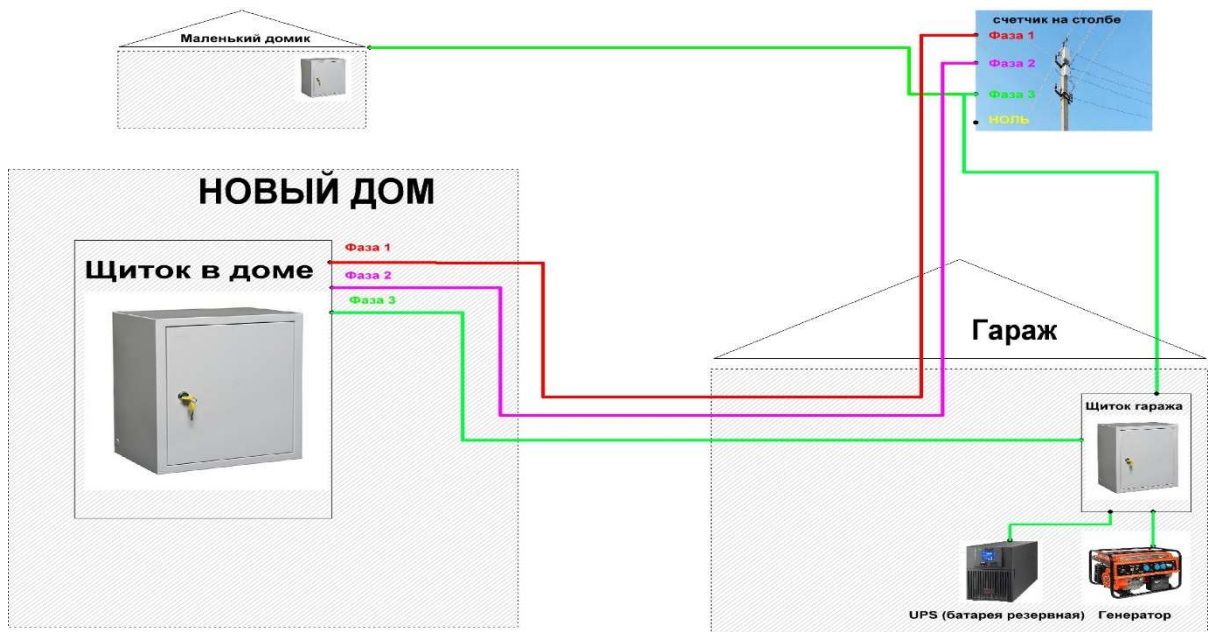 Маленький домик
счетчик на столбе
Фаза 1
Фаза 2
Фаза 3
НОЛЬ
НОВЫЙ ДОМ
Щиток в доме
Фаза 1
Фаза 2
Фаза 3
Гараж
Щиток гаража
UPS (батарея резервная)
Генератор